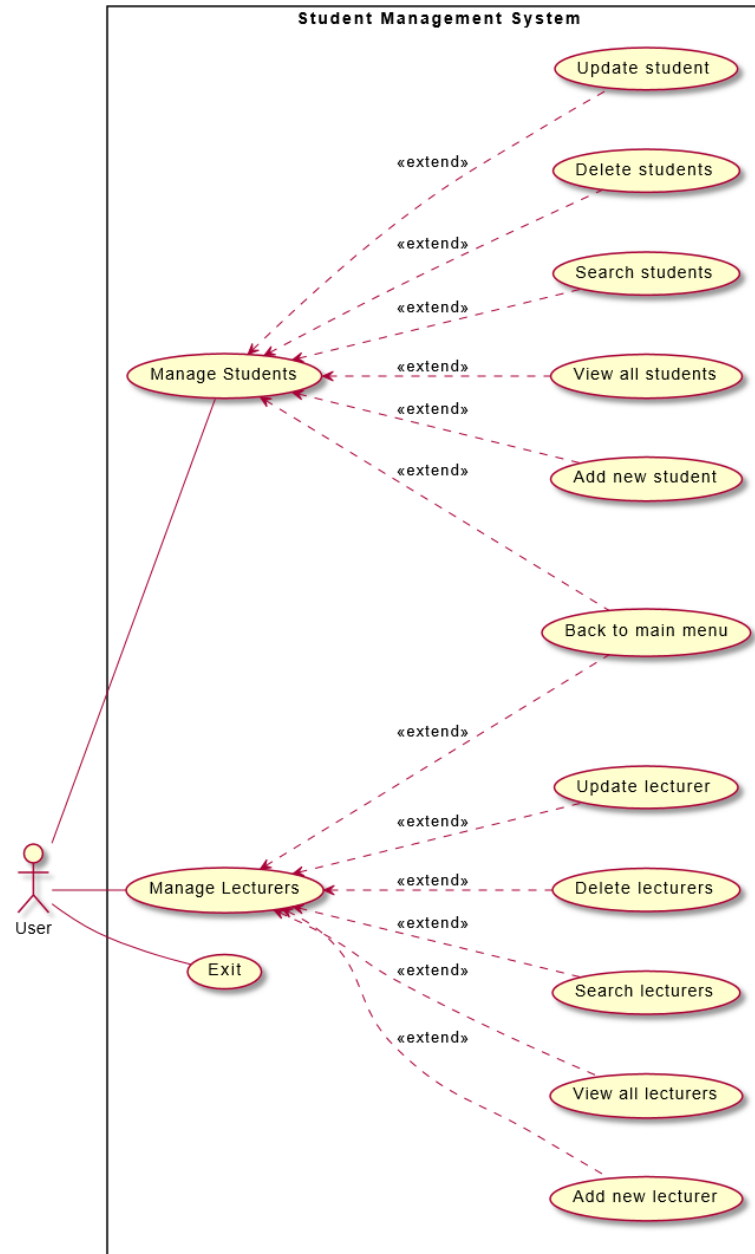 Student Management System
Update student
«extend»
Delete students
«extend»
Search students
«extend»
Manage Students
«extend»
View all students
«extend»
Add new student
«extend»
Back to main menu
«extend»
Update lecturer
«extend»
Manage Lecturers
«extend»
Delete lecturers
«extend»
User
Exit
«extend»
Search lecturers
«extend»
View all lecturers
Add new lecturer